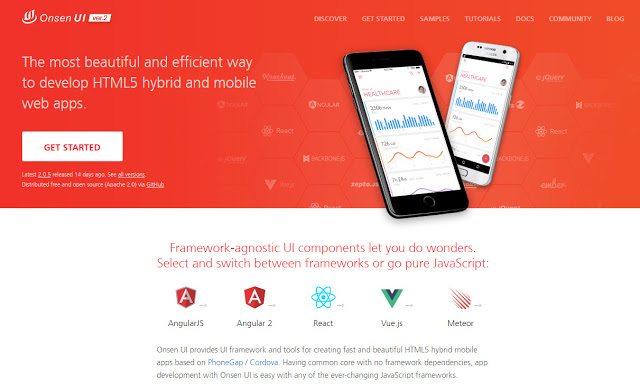 Onsen UI ver.2
DISCOVER GET STARTED SAMPLES TUTORIALS DOCS COMMUNITY BLOG
The most beautiful and efficient way
to develop HTML5 hybrid and mobile
web apps.
GET STARTED
Latest 2.0.5 released 14 days ago. See all versions.
Distributed free and open source (Apache 2.0) via GitHub
HEALTHCARE
HEALTHCARE
React
BACKBONE.JS
React
Framework-agnostic UI components let you do wonders.
Select and switch between frameworks or go pure JavaScript:
AngularJS Angular 2 React Vue.js Meteor
Onsen UI provides UI framework and tools for creating fast and beautiful HTML5 hybrid mobile
apps based on PhoneGap / Cordova. Having common core with no framework dependencies, app
development with Onsen UI is easy with any of the ever-changing JavaScript frameworks.